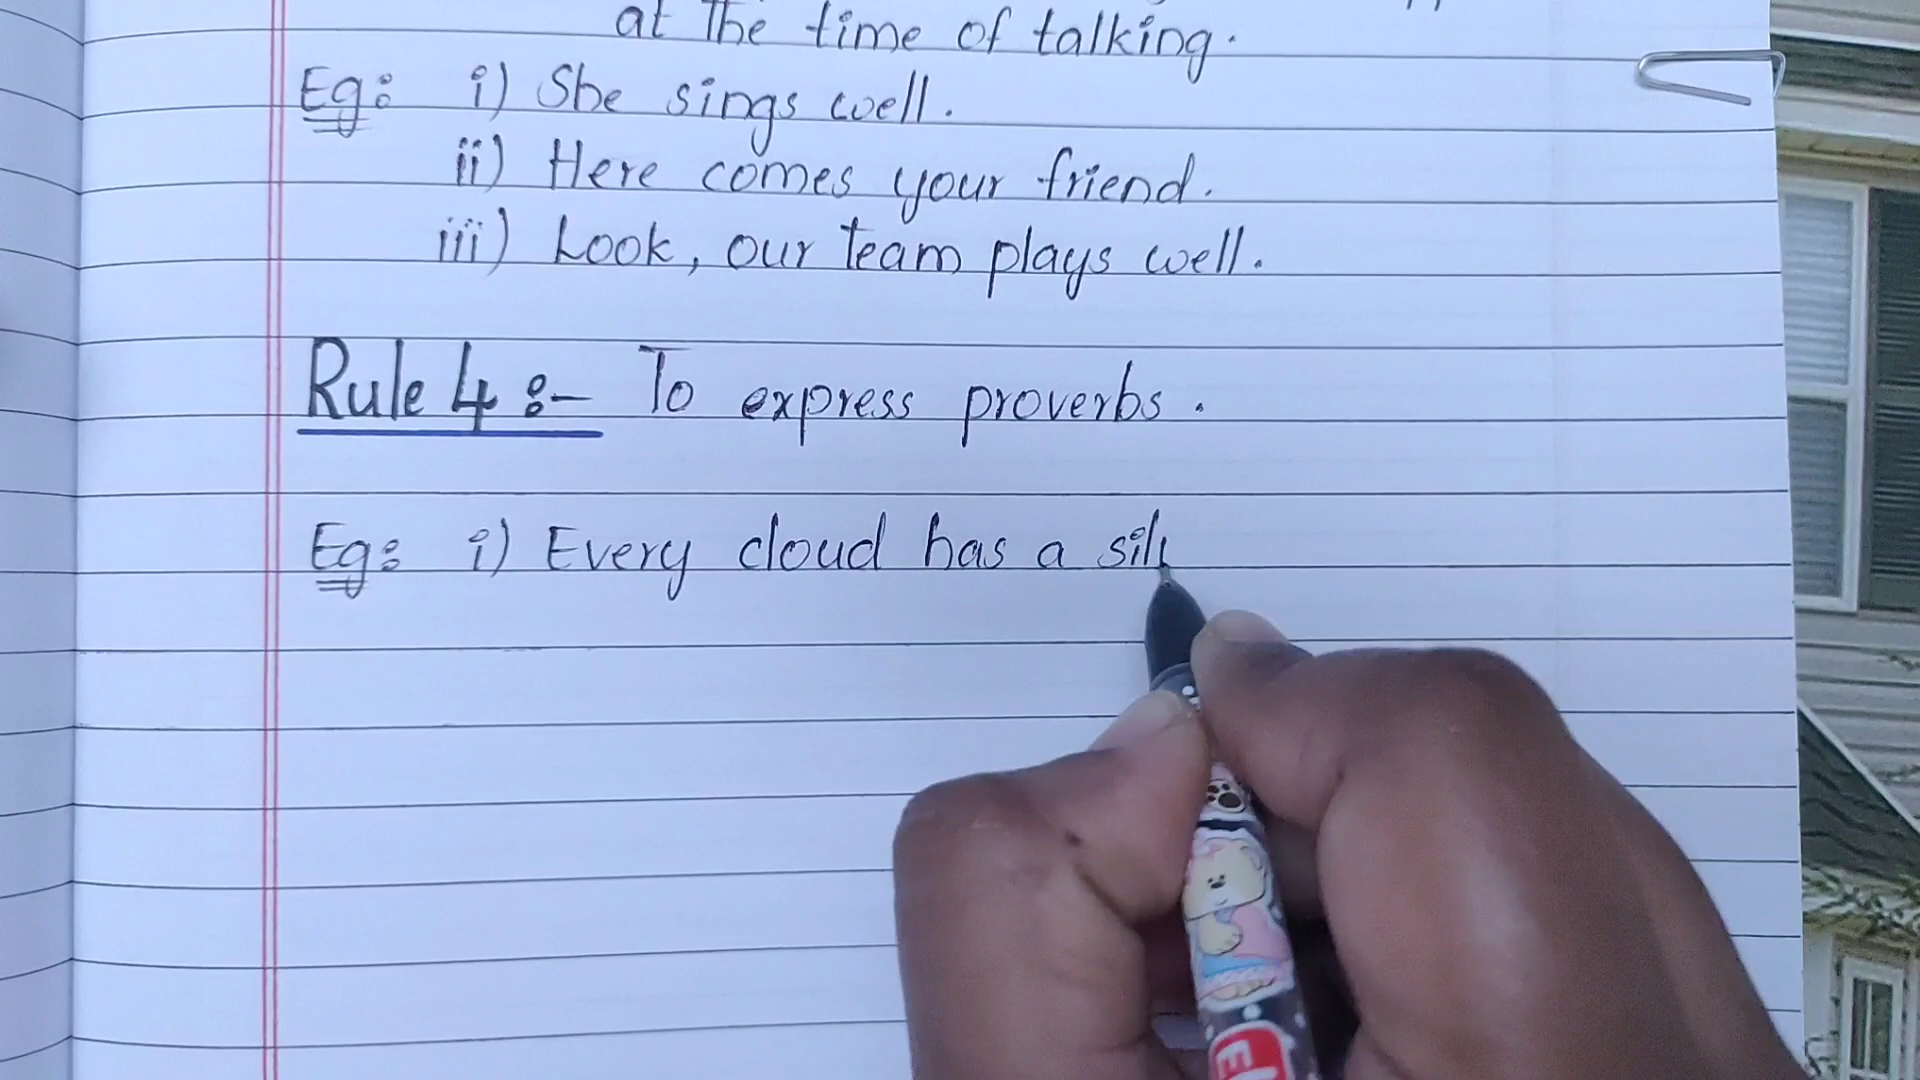 at the time of talking.
Eg: i) She sings well.
ii) Here comes your friend.
iii) Look, our team plays well.
Rule 4 :- To express proverbs.
Eg: i) Every cloud has a sil